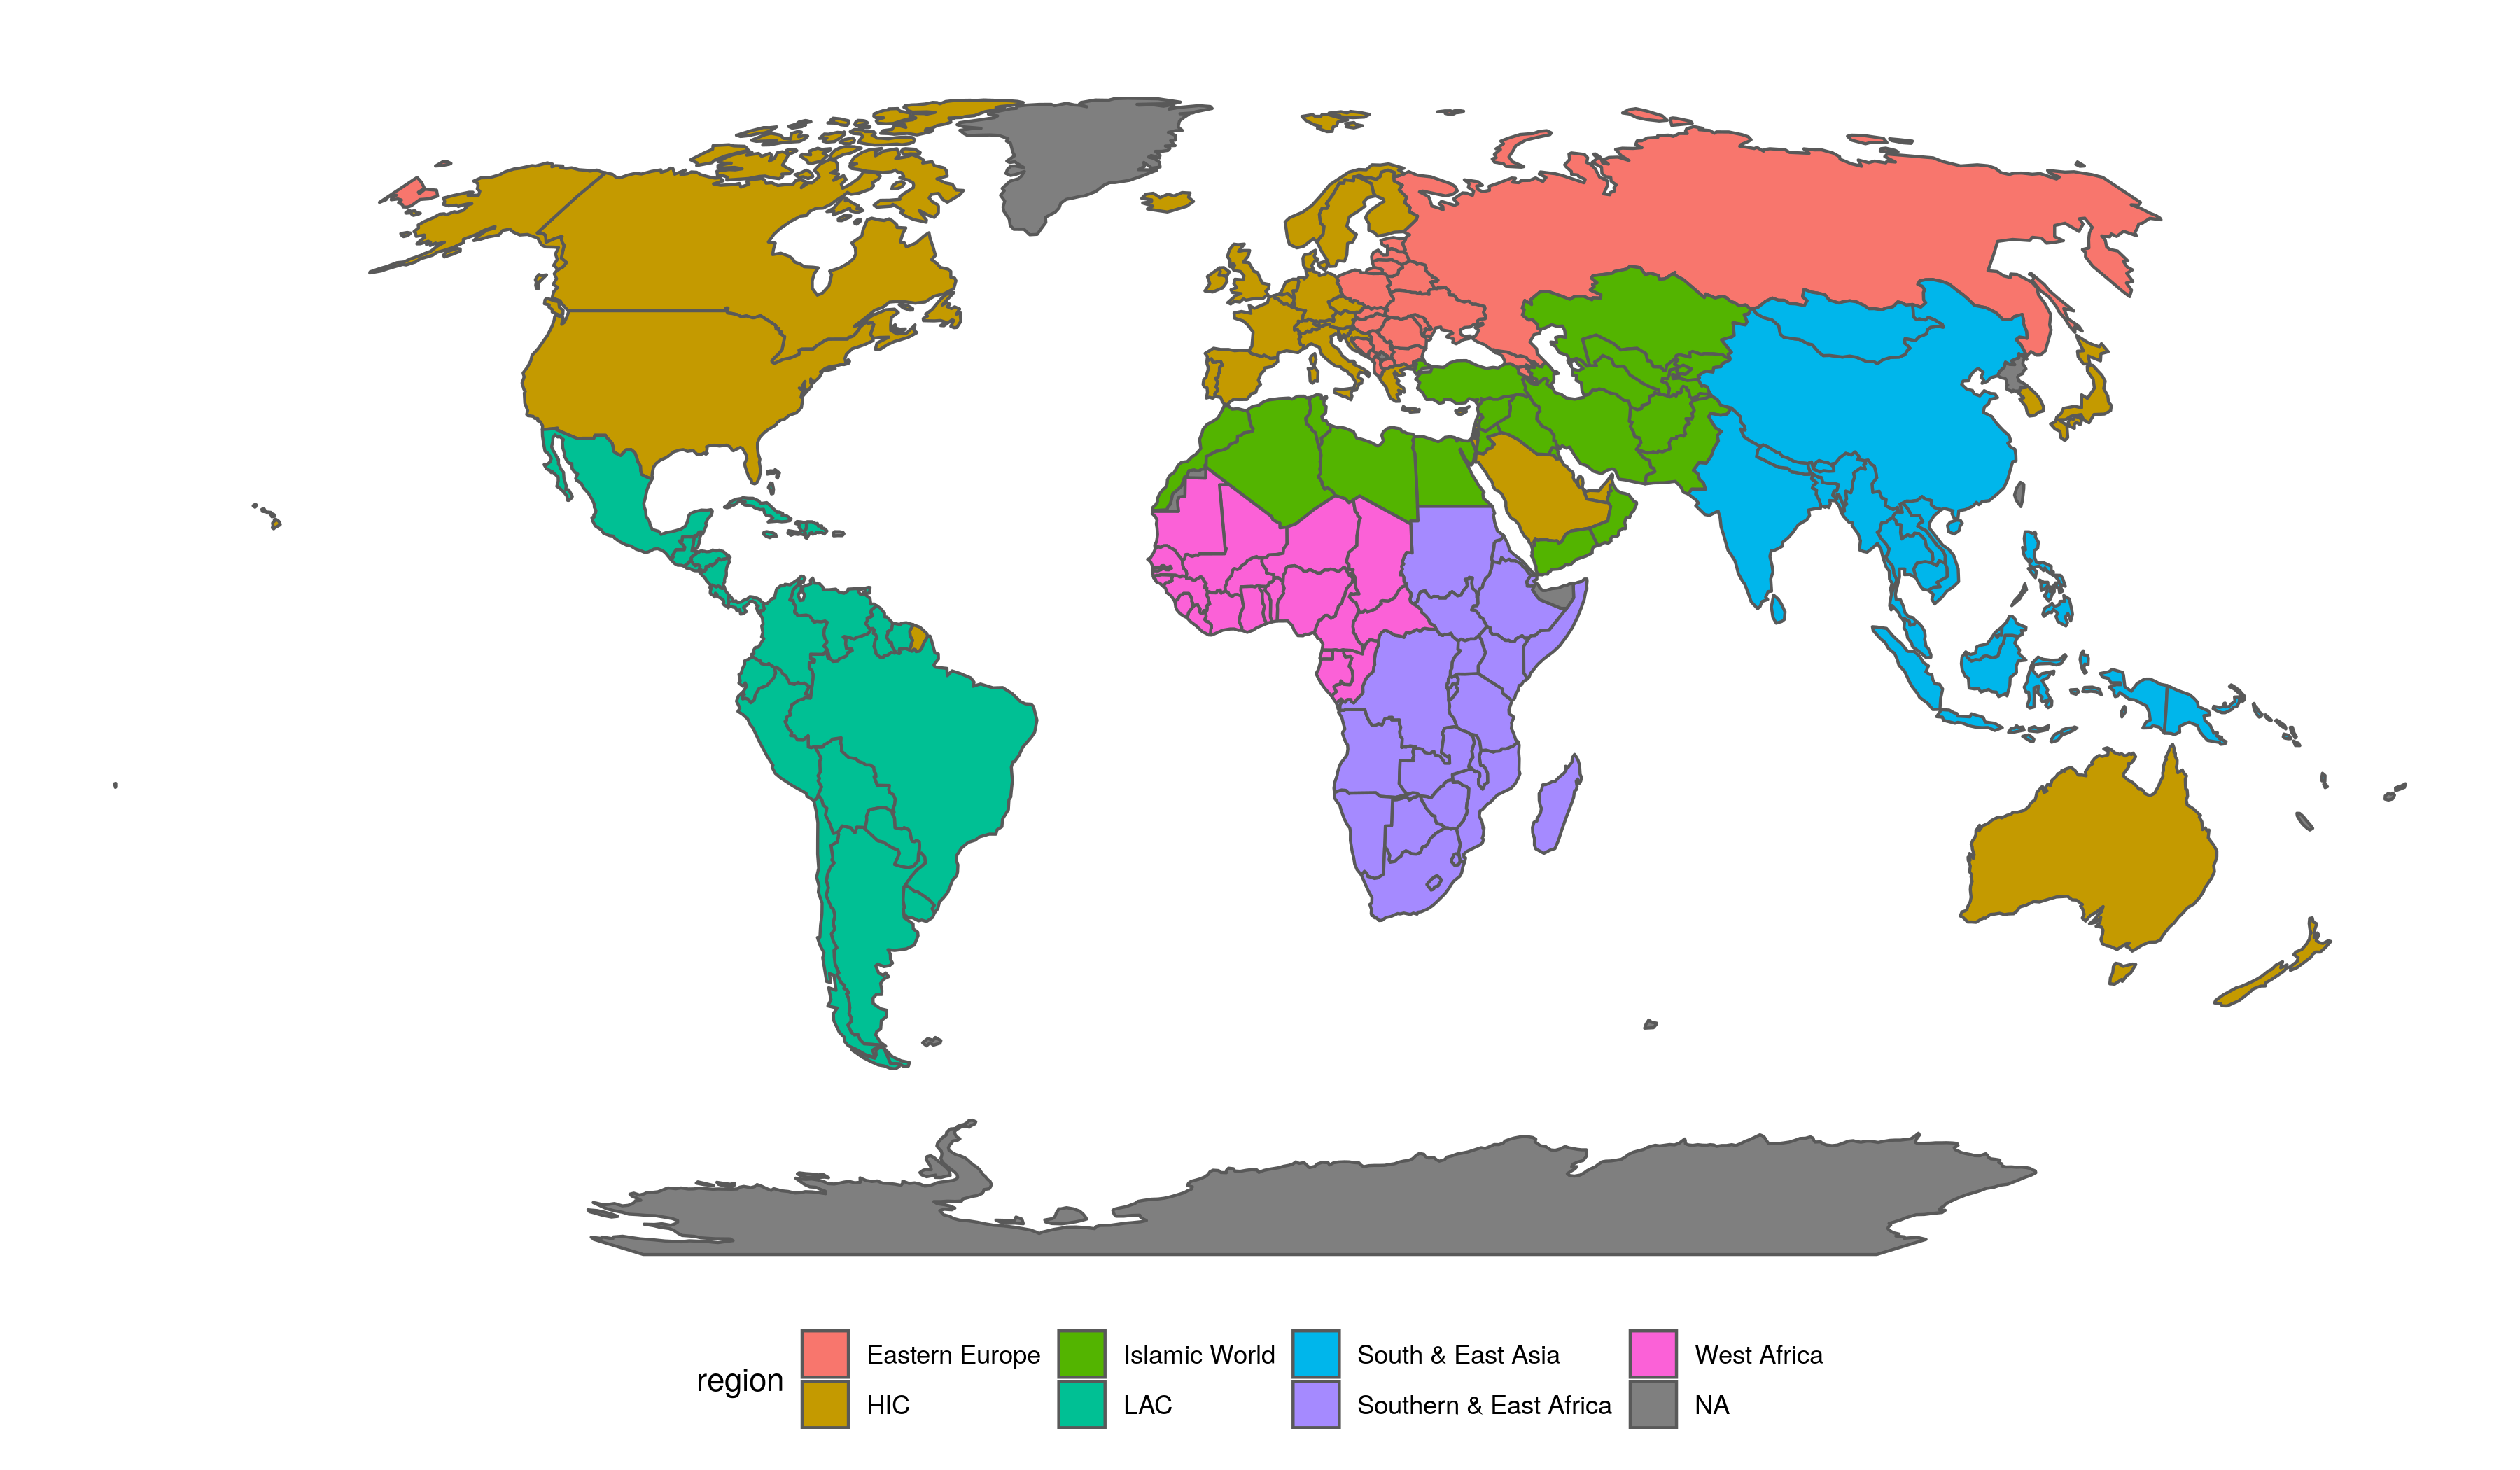 region
Eastern Europe
HIC
Islamic World
LAC
South & East Asia
Southern & East Africa
West Africa
NA